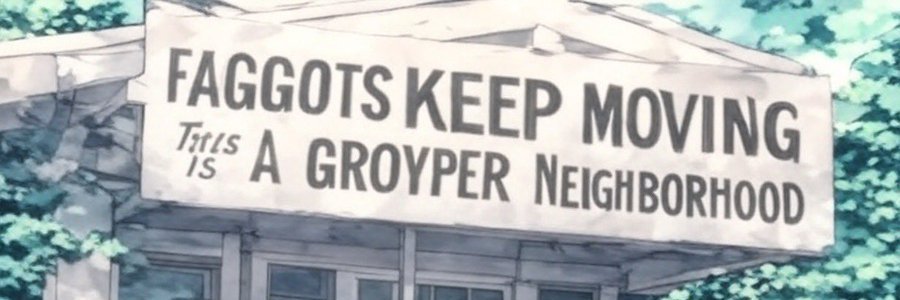 FAGGOTS KEEP MOVING
THIS IS A GROYPER NEIGHBORHOOD